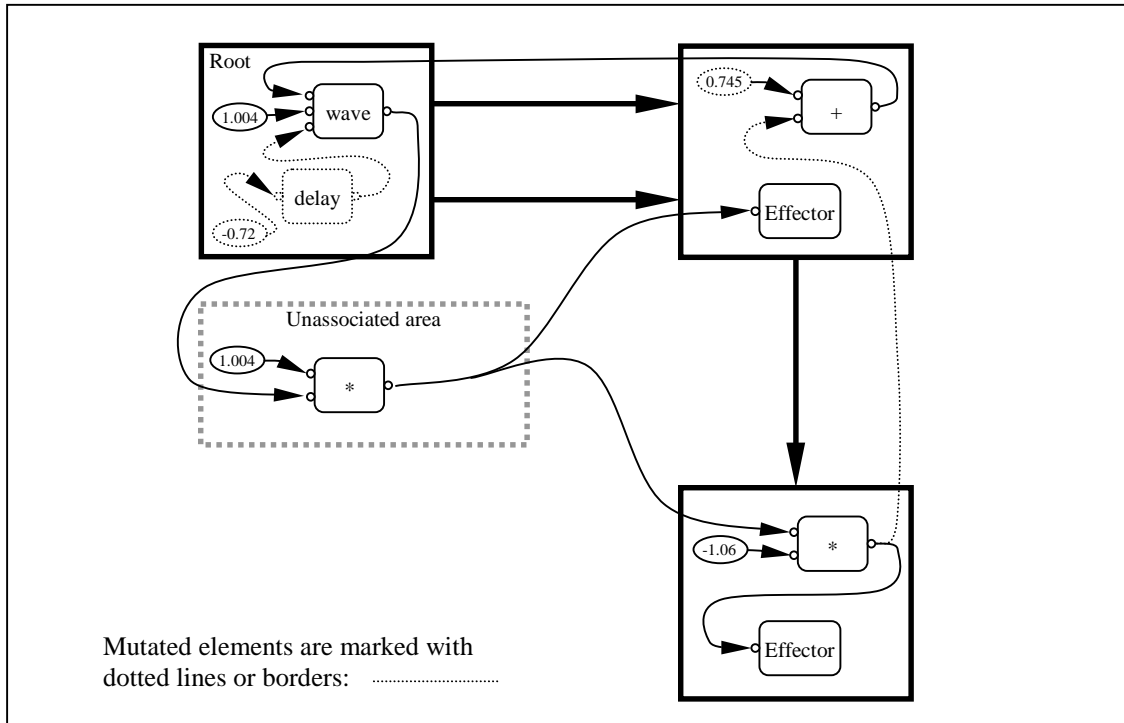 Root
wave
1.004
delay
-0.72
0.745
+
Effector
Unassociated area
1.004
*
-1.06
*
Effector
Mutated elements are marked with
dotted lines or borders: